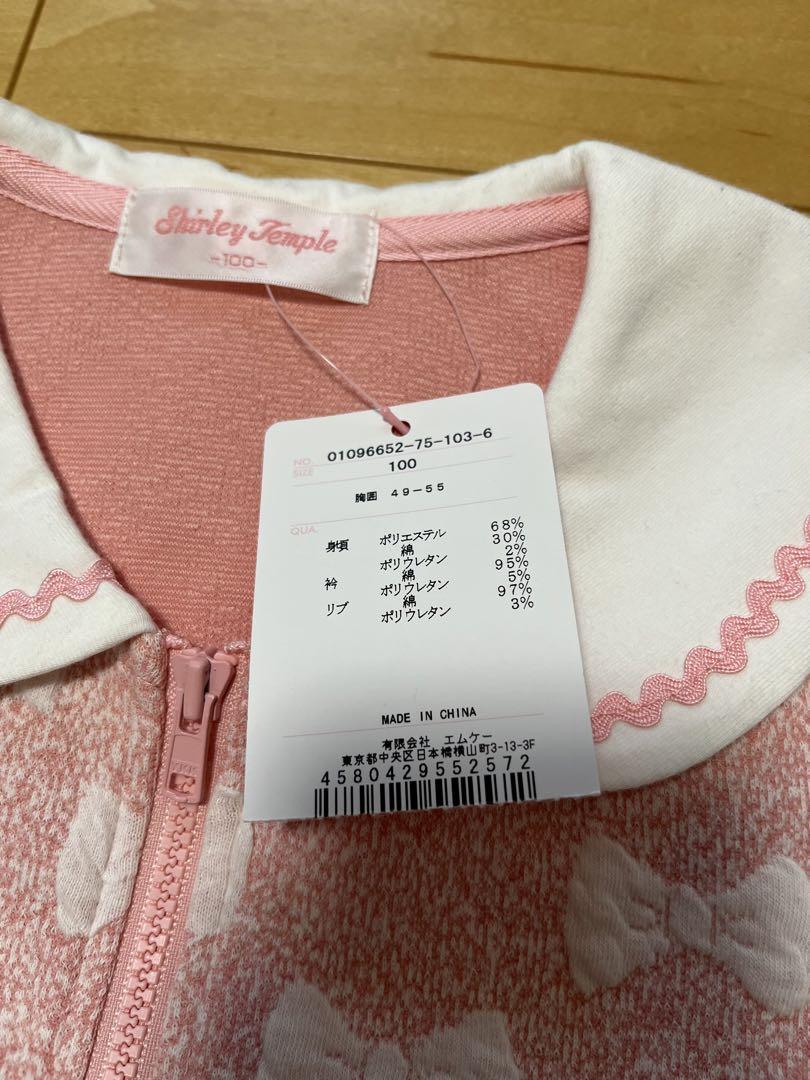 Shirley Temple
-100-
NO. 01096652-75-103-6
SIZE 100
胸囲 49-55
QUA.
身頃 ポリエステル 68%
綿 30%
ポリウレタン 2%
衿 綿 95%
ポリウレタン 5%
リブ 綿 97%
ポリウレタン 3%
MADE IN CHINA
有限会社 エムケー
東京都中央区日本橋横山町3-13-3F
4580429552572